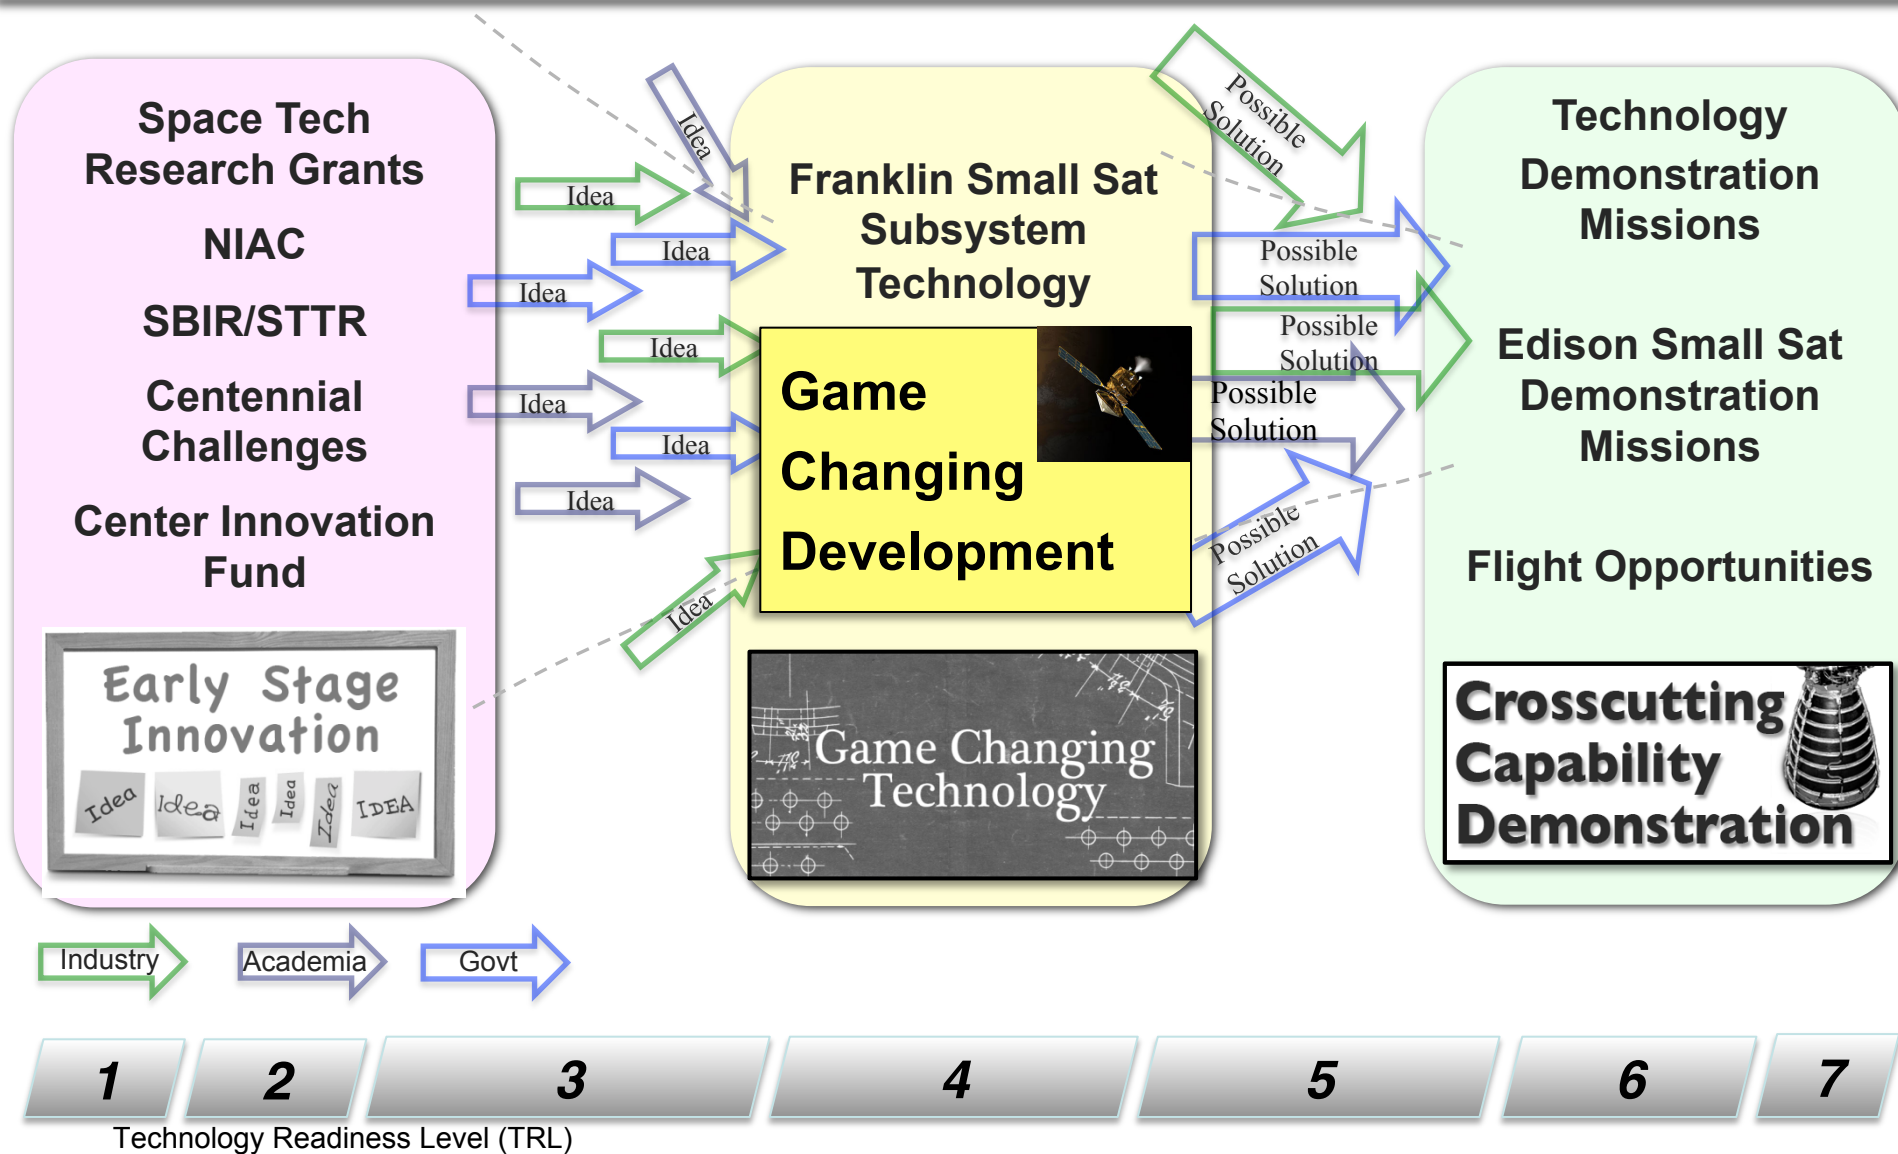 Space Tech
Research Grants
NIAC
SBIR/STTR
Centennial
Challenges
Center Innovation
Fund
Early Stage
Innovation
Idea
Idea
Idea
Idea
Idea
IDEA
Idea
Idea
Idea
Idea
Idea
Idea
Idea
Idea
Idea
Franklin Small Sat
Subsystem
Technology
Game
Changing
Development
Game Changing
Technology
Possible
Solution
Possible
Solution
Possible
Solution
Possible
Solution
Possible
Solution
Technology
Demonstration
Missions
Edison Small Sat
Demonstration
Missions
Flight Opportunities
Crosscutting
Capability
Demonstration
Industry
Academia
Govt
1
2
3
4
5
6
7
Technology Readiness Level (TRL)